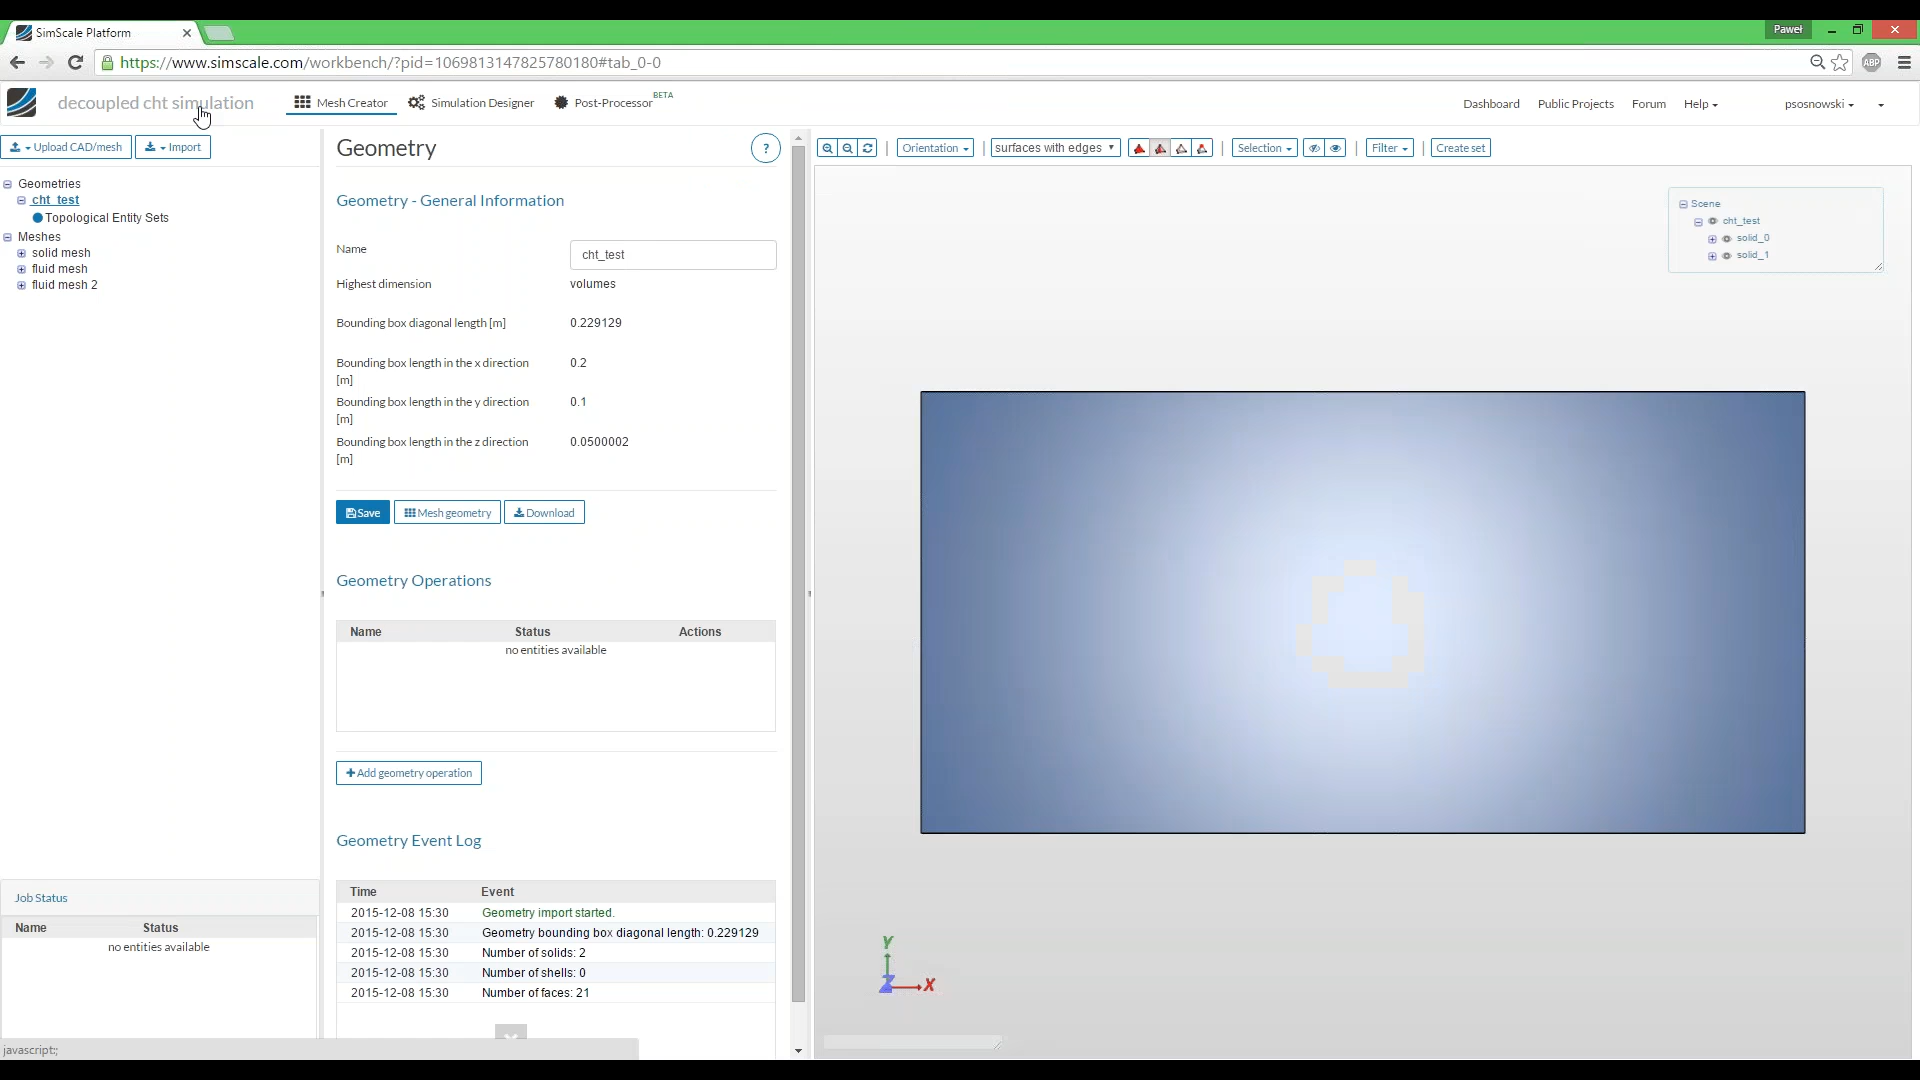 SimScale Platform
Paweł
https://www.simscale.com/workbench/?pid=1069813147825780180#tab_0-0
ABP
decoupled cht simulation
Mesh Creator
Simulation Designer
Post-Processor BETA
Dashboard
Public Projects
Forum
Help
psosnowski
Upload CAD/mesh
Import
Geometries
cht_test
Topological Entity Sets
Meshes
solid mesh
fluid mesh
fluid mesh 2
Job Status
Name Status
no entities available
javascript:;
Geometry
?
Geometry - General Information
Name cht_test
Highest dimension volumes
Bounding box diagonal length [m] 0.229129
Bounding box length in the x direction 0.2
[m]
Bounding box length in the y direction 0.1
[m]
Bounding box length in the z direction 0.0500002
[m]
Save
Mesh geometry
Download
Geometry Operations
Name Status Actions
no entities available
+Add geometry operation
Geometry Event Log
Time Event
2015-12-08 15:30 Geometry import started.
2015-12-08 15:30 Geometry bounding box diagonal length: 0.229129
2015-12-08 15:30 Number of solids: 2
2015-12-08 15:30 Number of shells: 0
2015-12-08 15:30 Number of faces: 21
Orientation
surfaces with edges
Selection
Filter
Create set
Scene
cht_test
solid_0
solid_1
Y
Z
X